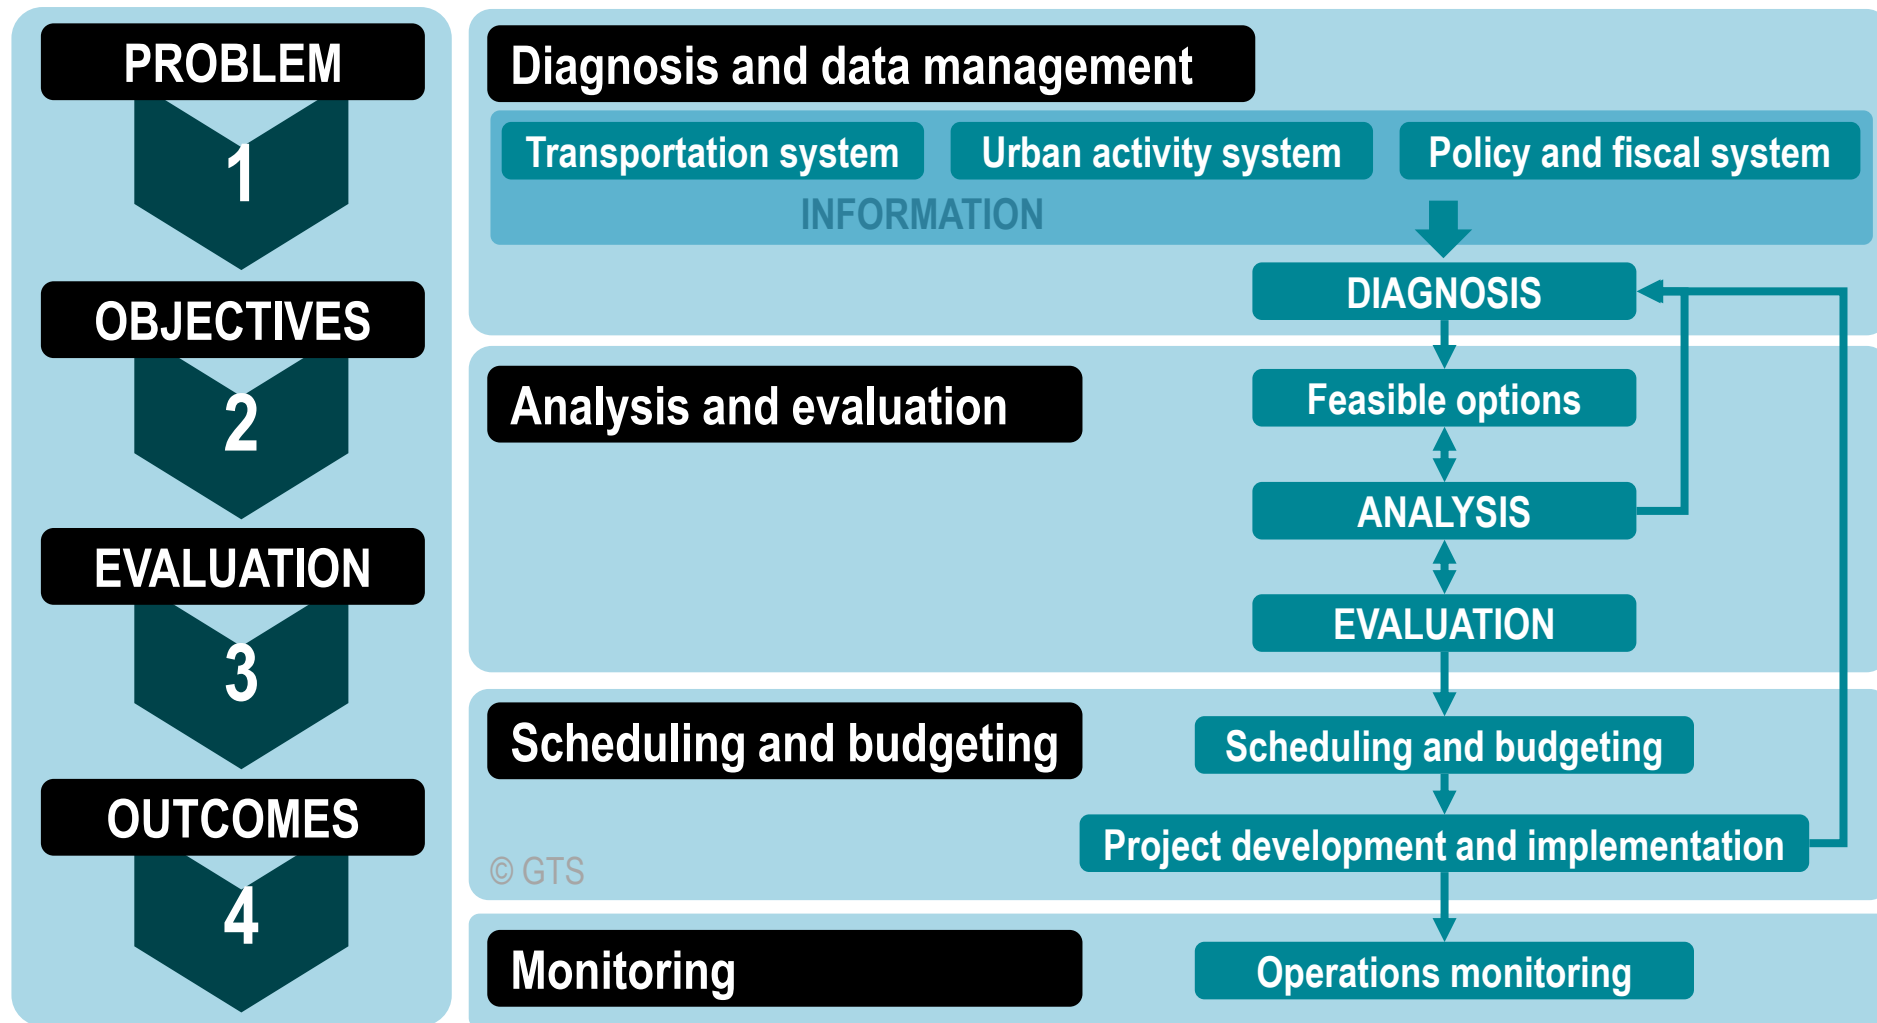 PROBLEM
1
OBJECTIVES
2
EVALUATION
3
OUTCOMES
4
Diagnosis and data management
Transportation system
Urban activity system
Policy and fiscal system
INFORMATION
DIAGNOSIS
Analysis and evaluation
Feasible options
ANALYSIS
EVALUATION
Scheduling and budgeting
Scheduling and budgeting
Project development and implementation
© GTS
Monitoring
Operations monitoring